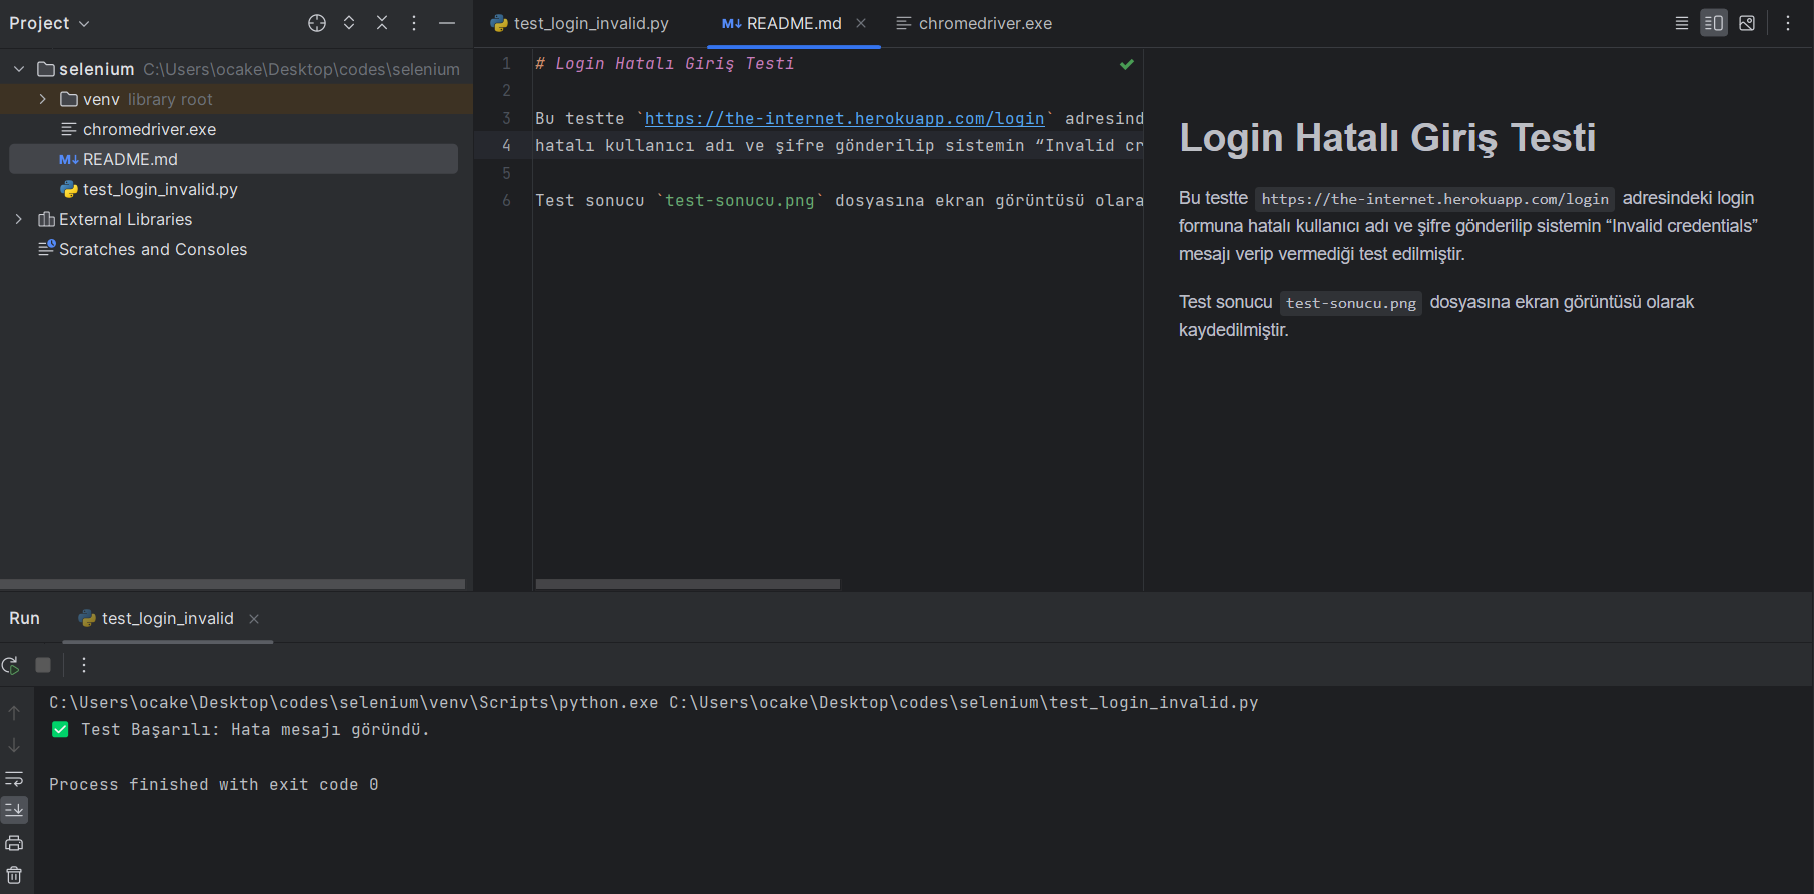 Project
selenium C:\Users\ocake\Desktop\codes\selenium
venv library root
chromedriver.exe
README.md
test_login_invalid.py
External Libraries
Scratches and Consoles
test_login_invalid.py
README.md
chromedriver.exe
1 # Login Hatalı Giriş Testi
2
3 Bu testte `https://the-internet.herokuapp.com/login` adresind
4 hatalı kullanıcı adı ve şifre gönderilip sistemin “Invalid cr
5
6 Test sonucu `test-sonucu.png` dosyasına ekran görüntüsü olara
Login Hatalı Giriş Testi
Bu testte https://the-internet.herokuapp.com/login adresindeki login
formuna hatalı kullanıcı adı ve şifre gönderilip sistemin “Invalid credentials”
mesajı verip vermediği test edilmiştir.
Test sonucu test-sonucu.png dosyasına ekran görüntüsü olarak
kaydedilmiştir.
Run
test_login_invalid
C:\Users\ocake\Desktop\codes\selenium\venv\Scripts\python.exe C:\Users\ocake\Desktop\codes\selenium\test_login_invalid.py
✅ Test Başarılı: Hata mesajı göründü.
Process finished with exit code 0